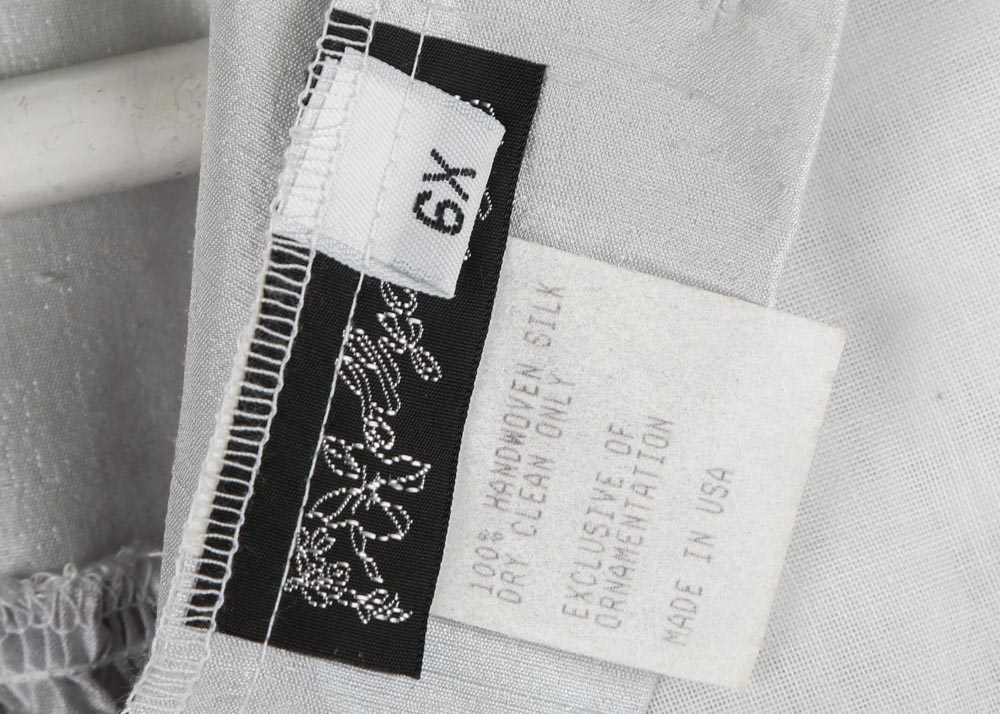 6X
100% HANDWOVEN SILK
DRY CLEAN ONLY
EXCLUSIVE OF
ORNAMENTATION
MADE IN USA